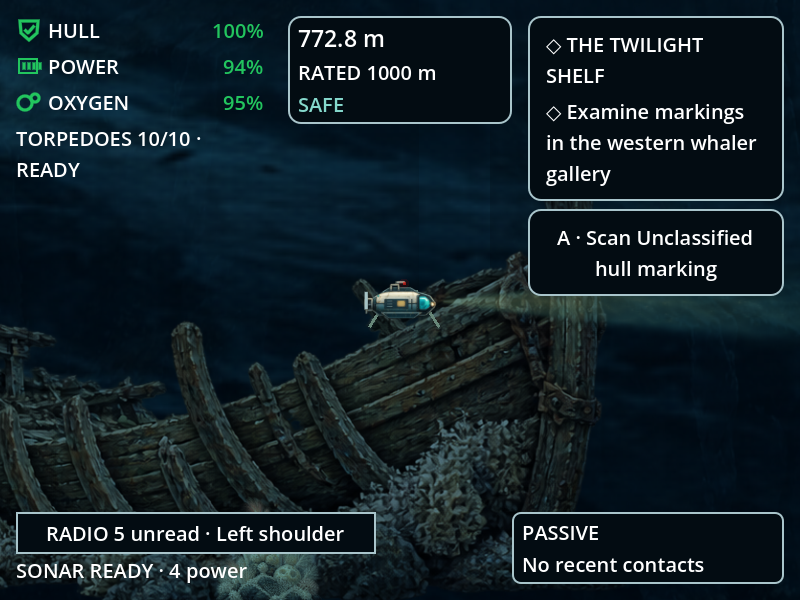 HULL 100%
POWER 94%
OXYGEN 95%
TORPEDOES 10/10 ·
READY
772.8 m
RATED 1000 m
SAFE
◇ THE TWILIGHT
SHELF
◇ Examine markings
in the western whaler
gallery
A · Scan Unclassified
hull marking
RADIO 5 unread · Left shoulder
SONAR READY · 4 power
PASSIVE
No recent contacts